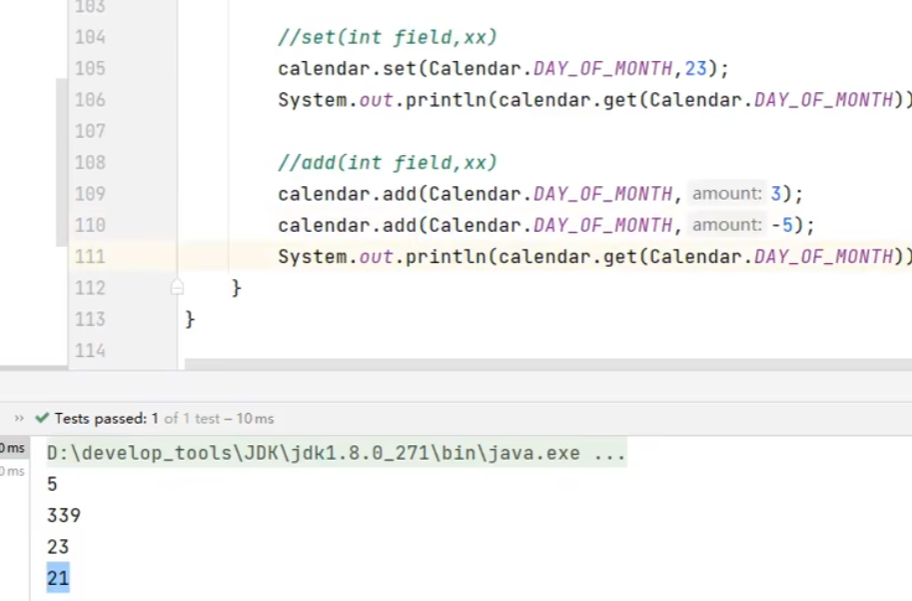 103
104 //set(int field,xx)
105 calendar.set(Calendar.DAY_OF_MONTH,23);
106 System.out.println(calendar.get(Calendar.DAY_OF_MONTH))
107
108 //add(int field,xx)
109 calendar.add(Calendar.DAY_OF_MONTH, amount: 3);
110 calendar.add(Calendar.DAY_OF_MONTH, amount: -5);
111 System.out.println(calendar.get(Calendar.DAY_OF_MONTH))
112 }
113 }
114
>> ✔ Tests passed: 1 of 1 test – 10 ms
0 ms D:\develop_tools\JDK\jdk1.8.0_271\bin\java.exe ...
0 ms
5
339
23
21